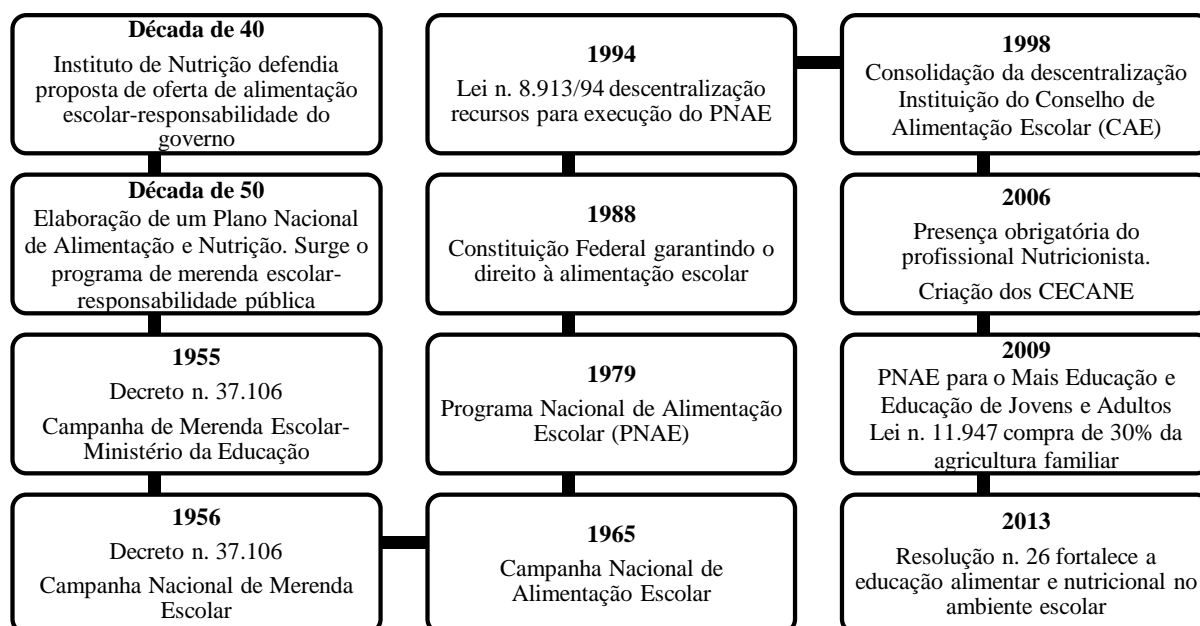 Década de 40
Instituto de Nutrição defendia
proposta de oferta de alimentação
escolar-responsabilidade do
governo
Década de 50
Elaboração de um Plano Nacional
de Alimentação e Nutrição. Surge o
programa de merenda escolar-
responsabilidade pública
1955
Decreto n. 37.106
Campanha de Merenda Escolar-
Ministério da Educação
1956
Decreto n. 37.106
Campanha Nacional de Merenda
Escolar
1965
Campanha Nacional de
Alimentação Escolar
1979
Programa Nacional de Alimentação
Escolar (PNAE)
1988
Constituição Federal garantindo o
direito à alimentação escolar
1994
Lei n. 8.913/94 descentralização
recursos para execução do PNAE
1998
Consolidação da descentralização
Instituição do Conselho de
Alimentação Escolar (CAE)
2006
Presença obrigatória do
profissional Nutricionista.
Criação dos CECANE
2009
PNAE para o Mais Educação e
Educação de Jovens e Adultos
Lei n. 11.947 compra de 30% da
agricultura familiar
2013
Resolução n. 26 fortalece a
educação alimentar e nutricional no
ambiente escolar